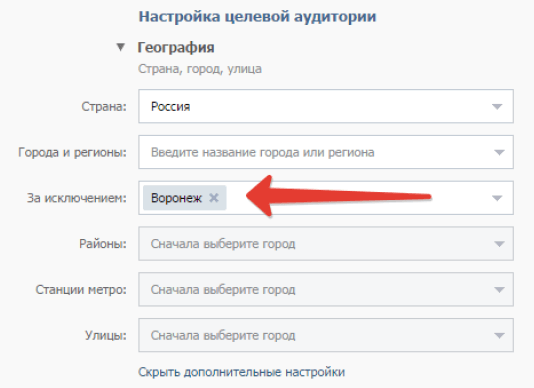 Настройка целевой аудитории
География
Страна, город, улица
Страна: Россия
Города и регионы: Введите название города или региона
За исключением: Воронеж
Районы: Сначала выберите город
Станции метро: Сначала выберите город
Улицы: Сначала выберите город
Скрыть дополнительные настройки